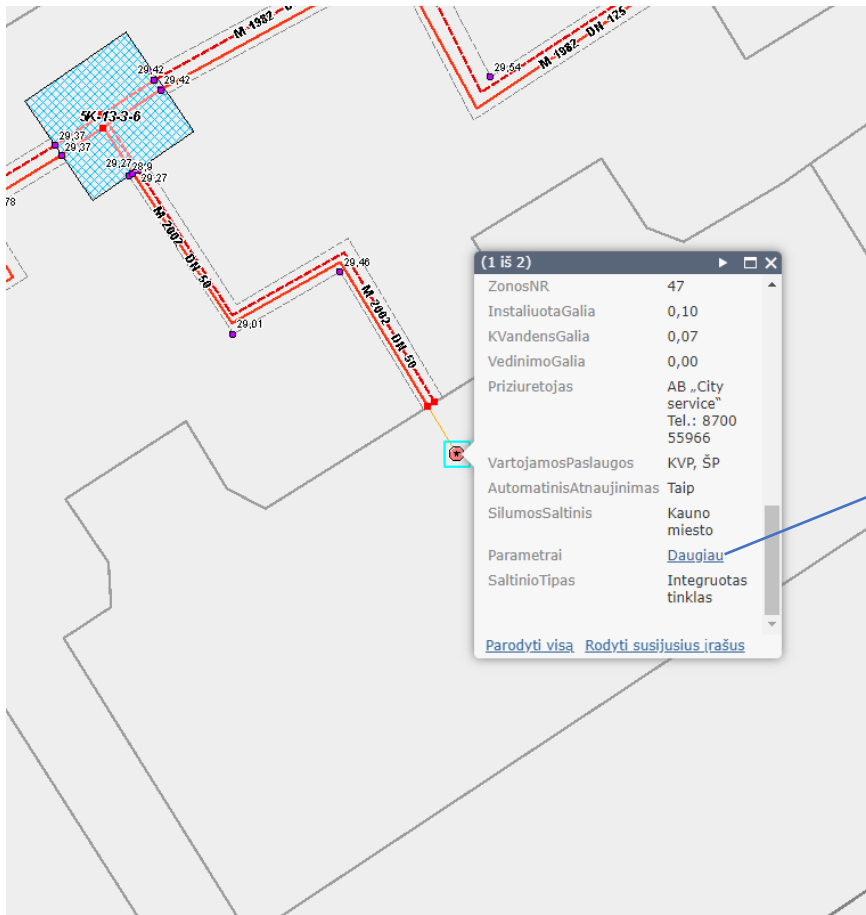 M-1982
M-1982 DN-125
29,54
29,42
29,42
5K-13-3-6
29,37
29,37
29,27
28,9
29,27
78
M-2002 DN-50
29,46
29,01
M-2002 DN-50
(1 iš 2)
ZonosNR 47
InstaliuotaGalia 0,10
KVandensGalia 0,07
VedinimoGalia 0,00
Priziuretojas AB „City
service“
Tel.: 8700
55966
VartojamosPaslaugos KVP, ŠP
AutomatinisAtnaujinimas Taip
SilumosSaltinis Kauno
miesto
Parametrai Daugiau
SaltinioTipas Integruotas
tinklas
Parodyti visą Rodyti susijusius įrašus